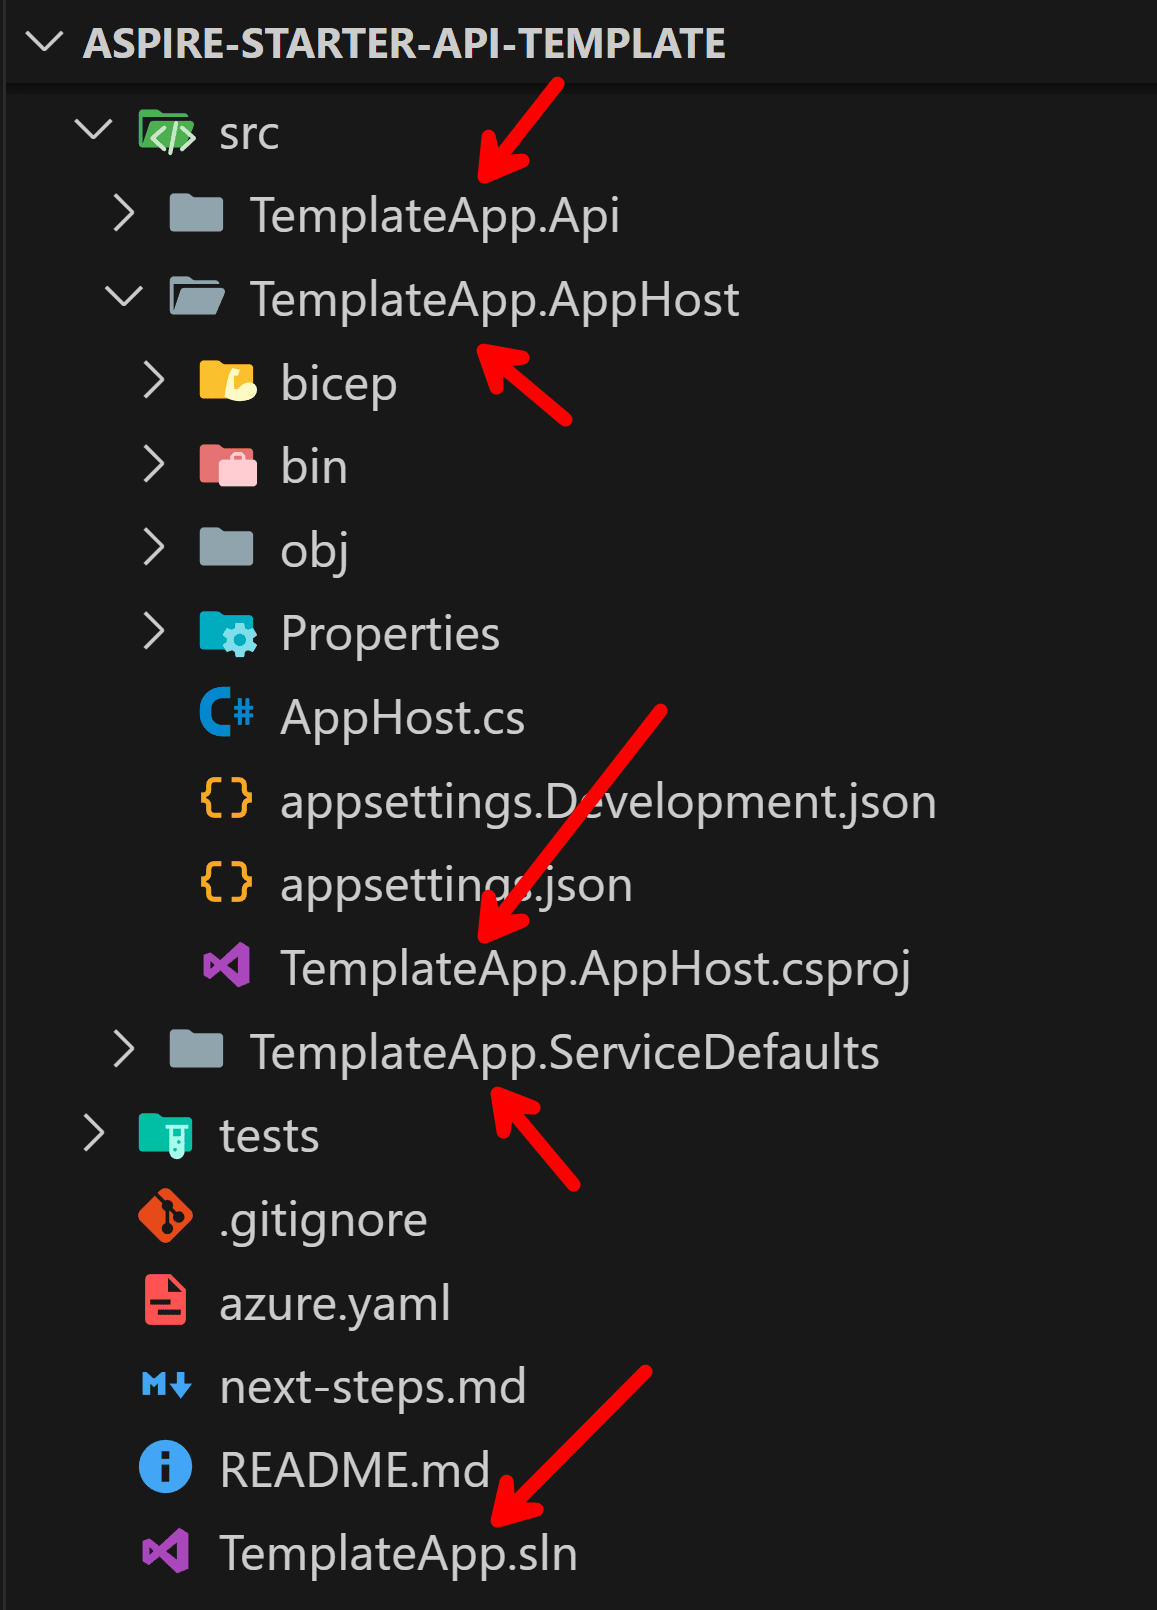 ASPIRE-STARTER-API-TEMPLATE
src
TemplateApp.Api
TemplateApp.AppHost
bicep
bin
obj
Properties
AppHost.cs
appsettings.Development.json
appsettings.json
TemplateApp.AppHost.csproj
TemplateApp.ServiceDefaults
tests
.gitignore
azure.yaml
next-steps.md
README.md
TemplateApp.sln